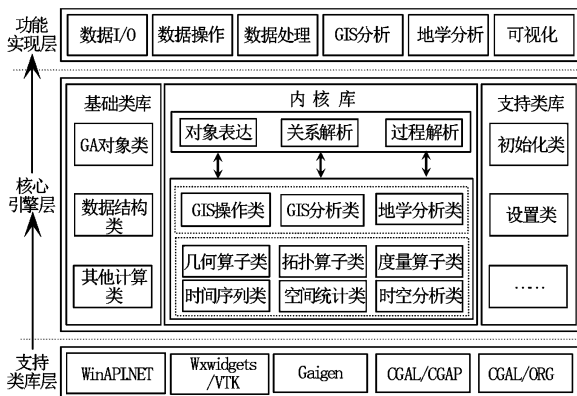 功能
实现层
数据I/O 数据操作 数据处理 GIS分析 地学分析 可视化
核心
引擎层
基础类库
GA对象类
数据结构
类
其他计算
类
内核库
对象表达 关系解析 过程解析
GIS操作类 GIS分析类 地学分析类
几何算子类 拓扑算子类 度量算子类
时间序列类 空间统计类 时空分析类
支持类库
初始化类
设置类
……
支持
类库层
WinAPI.NET
Wxwidgets
/VTK
Gaigen
CGAL/CGAP
CGAL/ORG